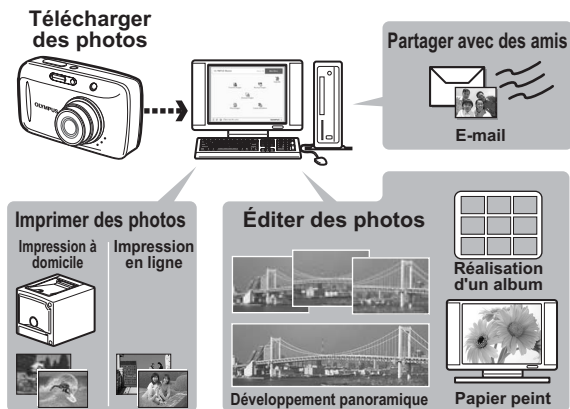 Télécharger
des photos
OLYMPUS
Partager avec des amis
E-mail
Imprimer des photos
Impression à
domicile
Impression
en ligne
Éditer des photos
Développement panoramique
Réalisation
d'un album
Papier peint